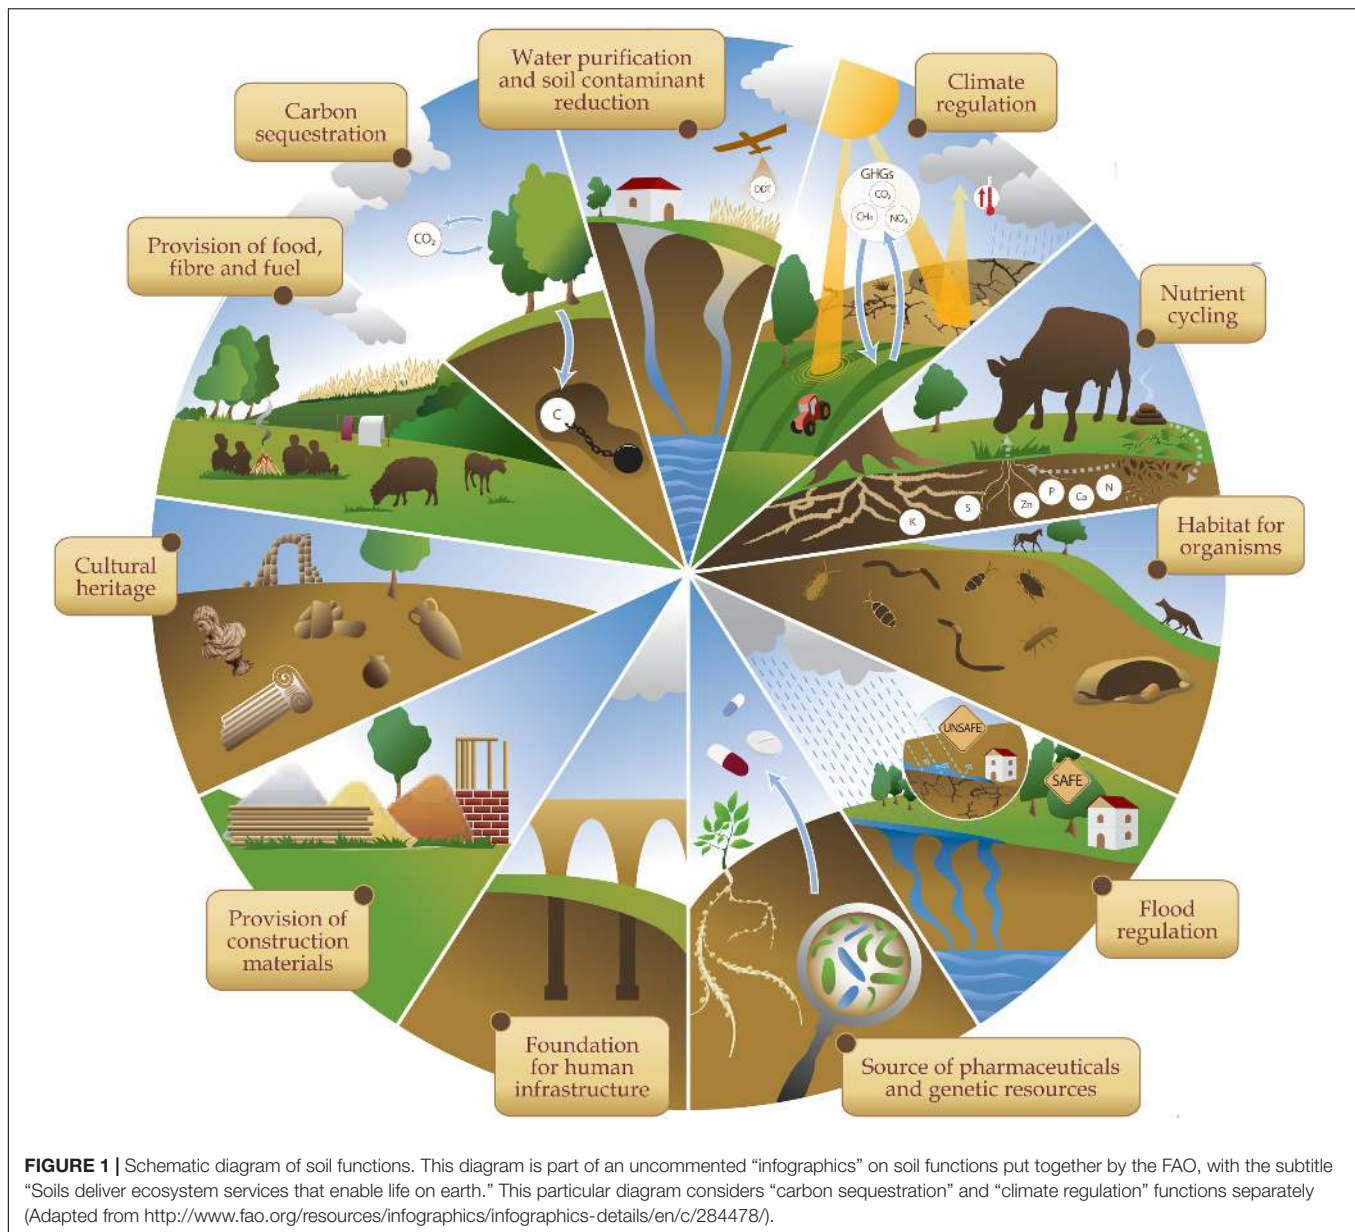 Water purification
and soil contaminant
reduction
Climate
regulation
Carbon
sequestration
DDT
GHGs
CO₂
CH₄
NO₂
CO₂
Provision of food,
fibre and fuel
Nutrient
cycling
C
K
S
Zn
P
Ca
N
Habitat for
organisms
Cultural
heritage
UNSAFE
SAFE
Provision of
construction
materials
Flood
regulation
Foundation
for human
infrastructure
Source of pharmaceuticals
and genetic resources
FIGURE 1 | Schematic diagram of soil functions. This diagram is part of an uncommented “infographics” on soil functions put together by the FAO, with the subtitle
“Soils deliver ecosystem services that enable life on earth.” This particular diagram considers “carbon sequestration” and “climate regulation” functions separately
(Adapted from http://www.fao.org/resources/infographics/infographics-details/en/c/284478/).